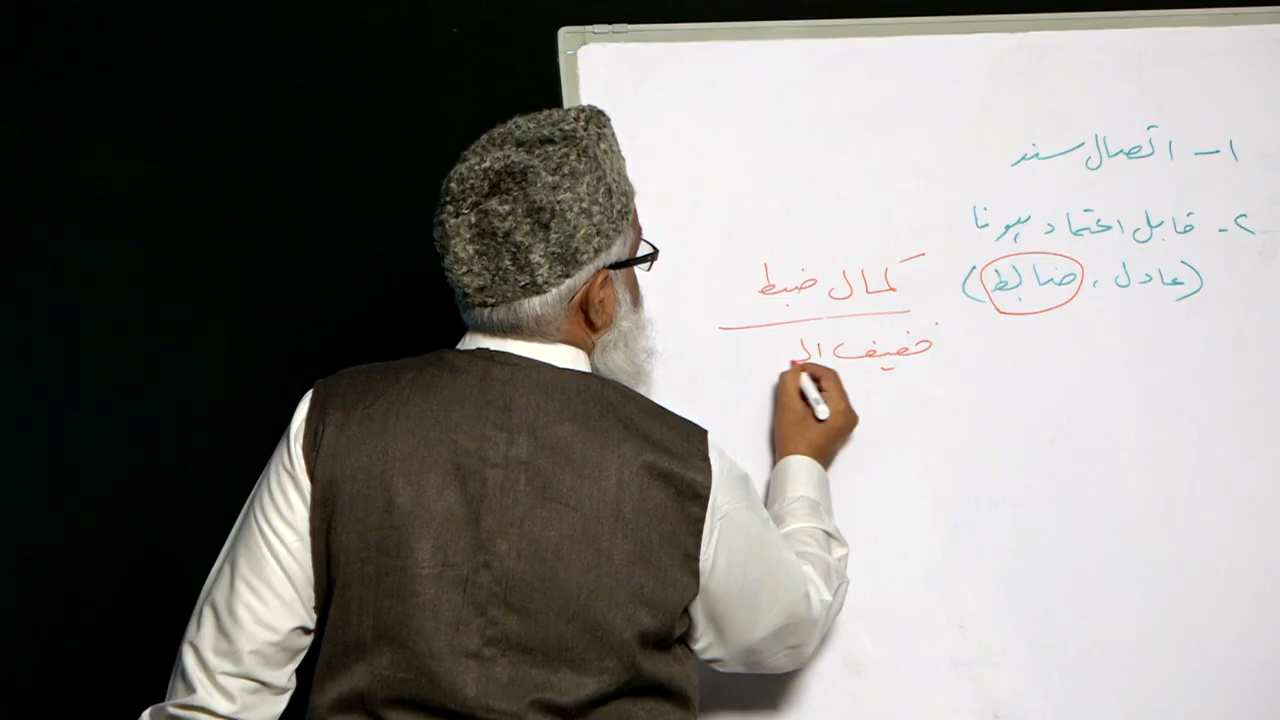 ۱- اتصال سند
۲- قابل اعتماد ہونا
(عادل، ضابط)
کمال ضبط
خفیف ال